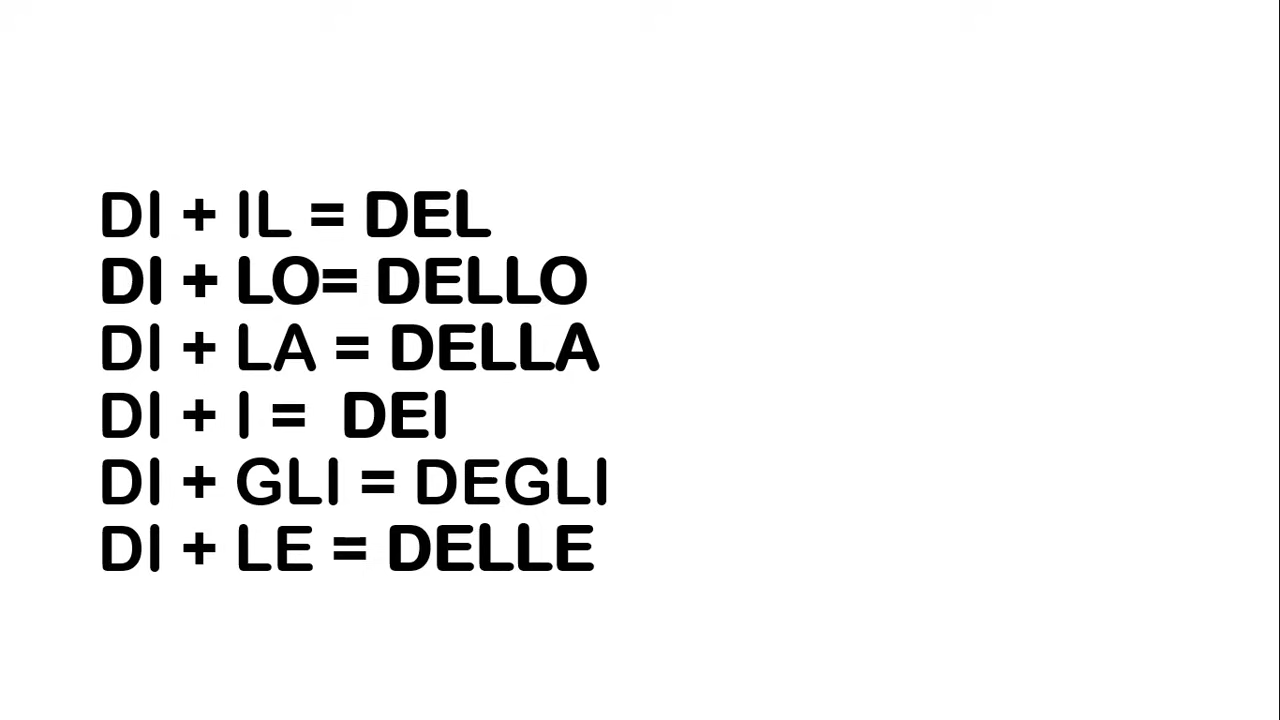 DI + IL = DEL
DI + LO= DELLO
DI + LA = DELLA
DI + I = DEI
DI + GLI = DEGLI
DI + LE = DELLE